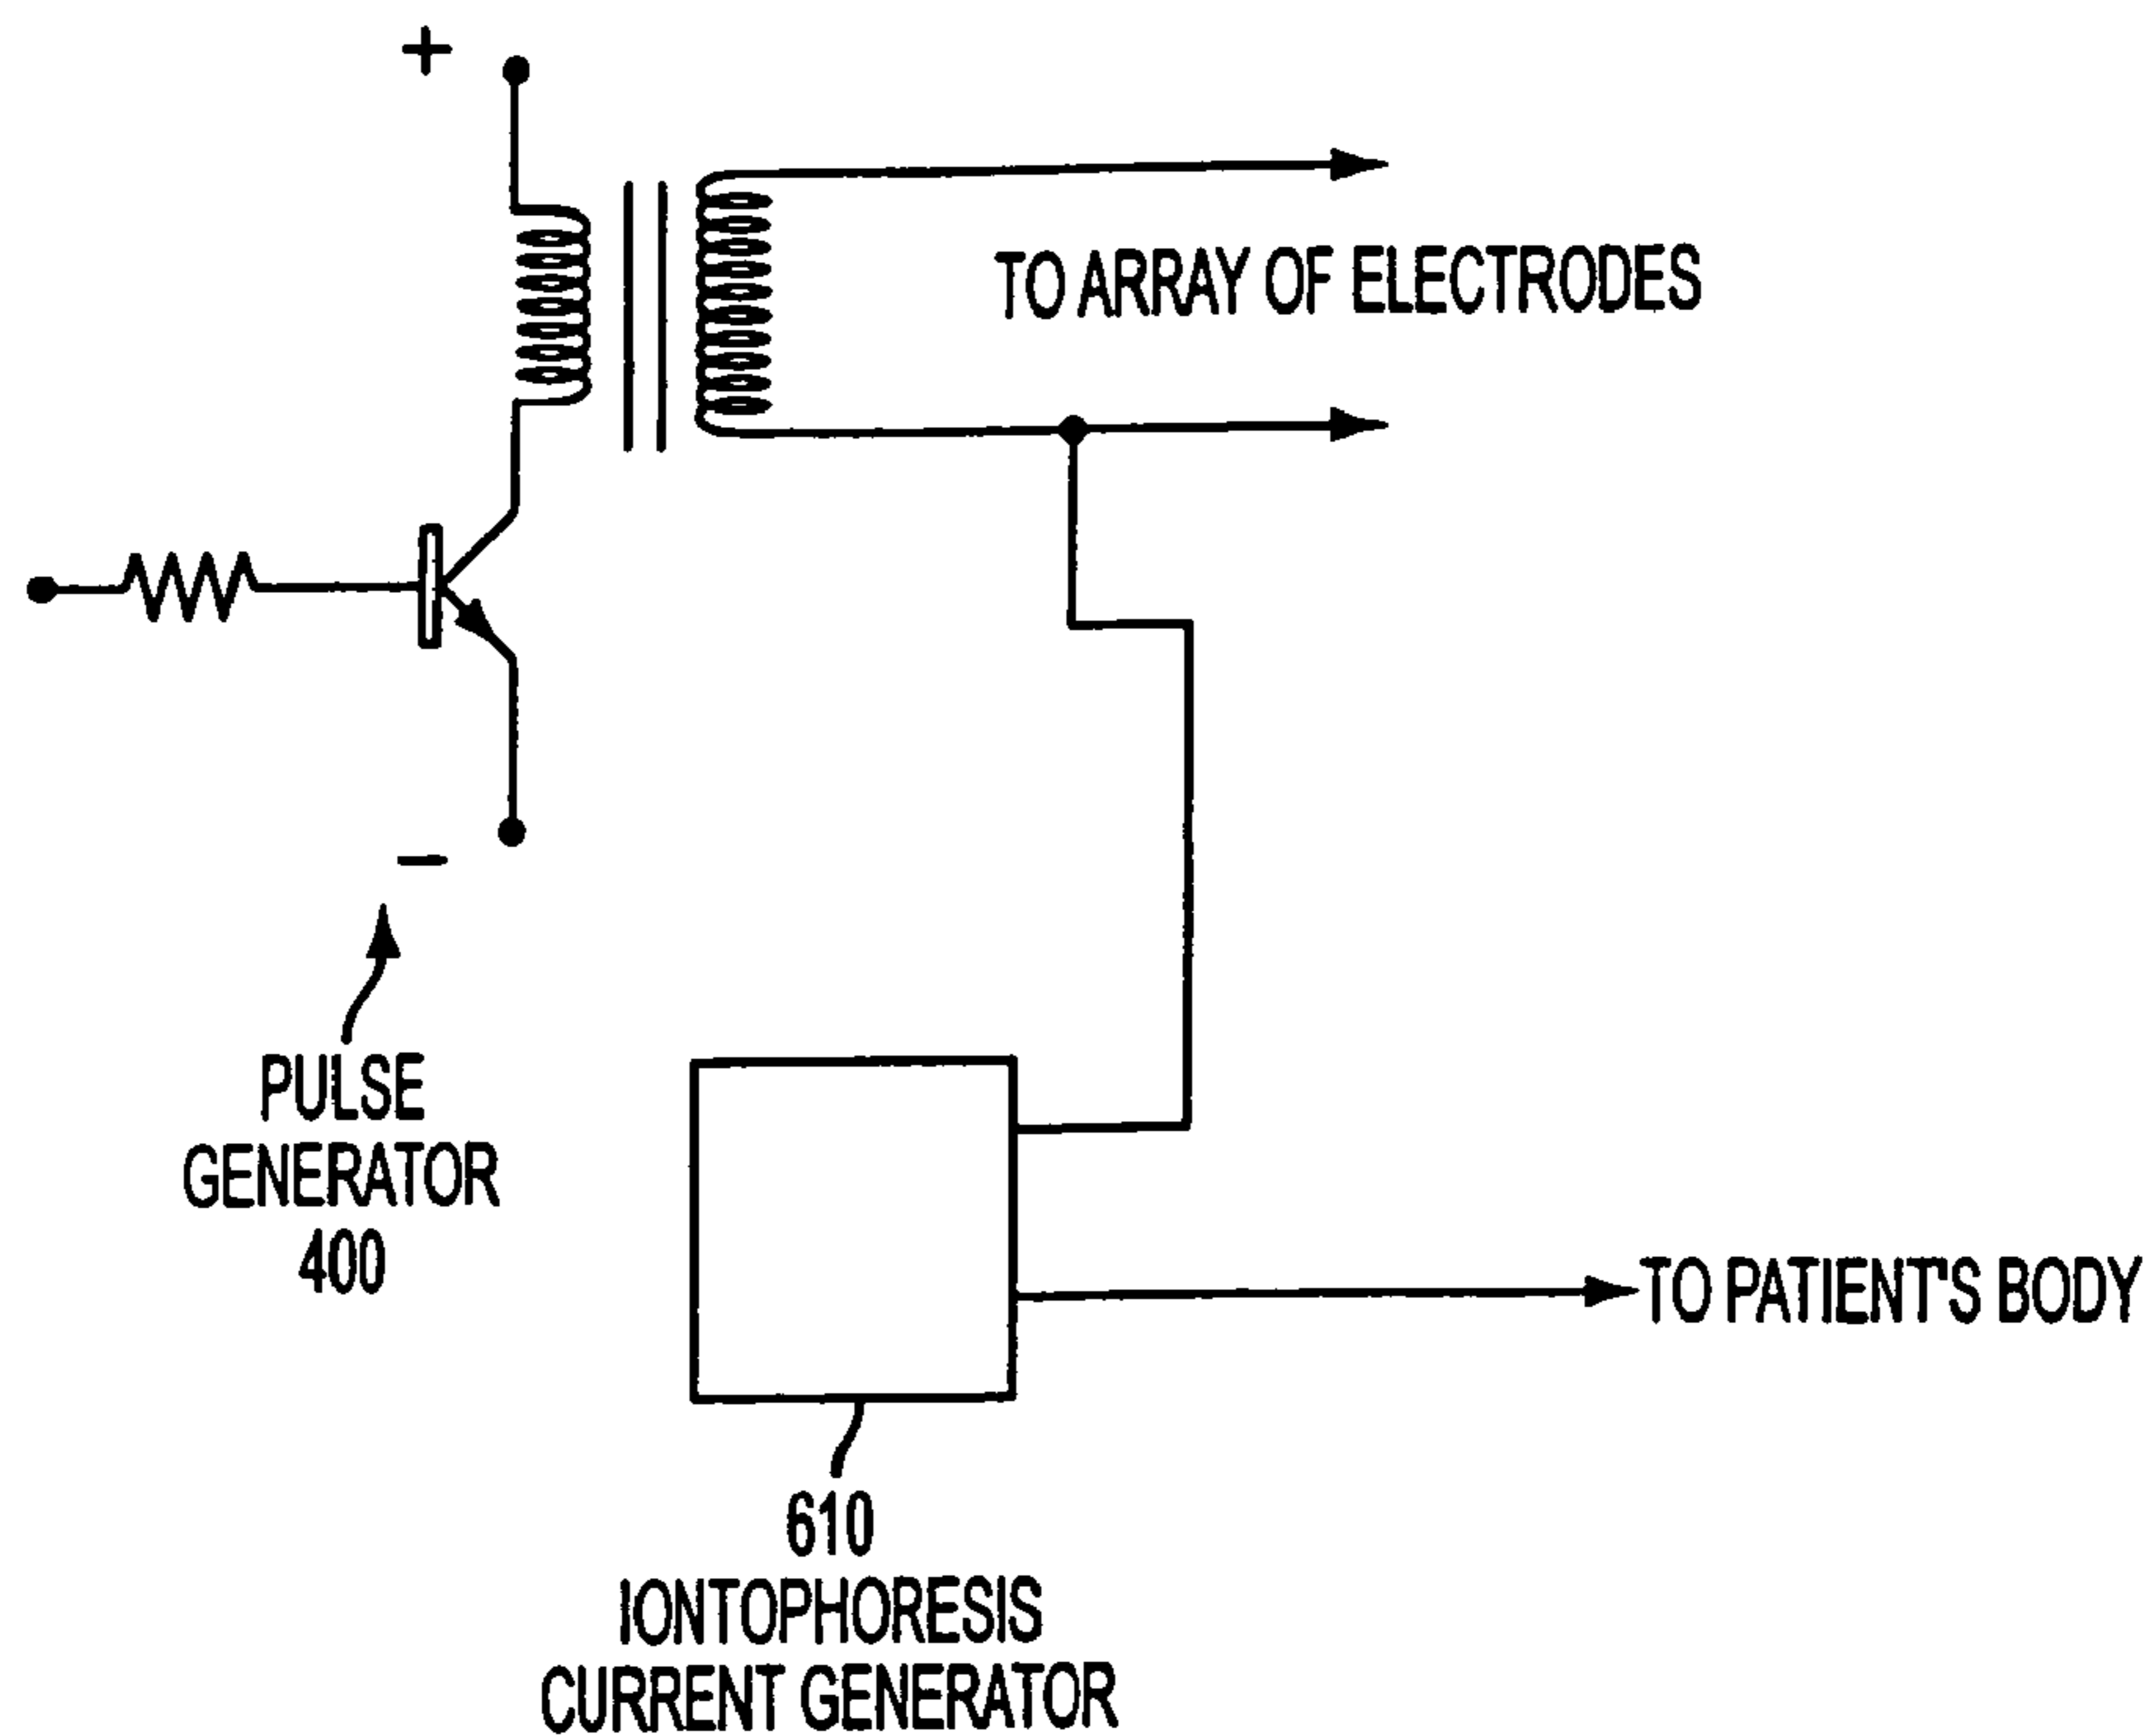 +
TO ARRAY OF ELECTRODES
−
PULSE
GENERATOR
400
TO PATIENT'S BODY
610
IONTOPHORESIS
CURRENT GENERATOR